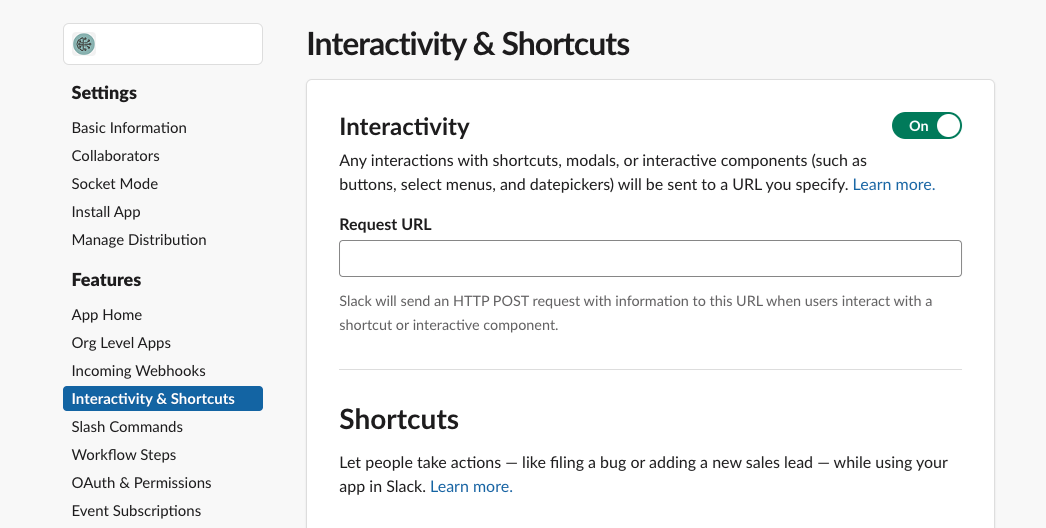 Interactivity & Shortcuts
Settings
Basic Information
Collaborators
Socket Mode
Install App
Manage Distribution
Features
App Home
Org Level Apps
Incoming Webhooks
Interactivity & Shortcuts
Slash Commands
Workflow Steps
OAuth & Permissions
Event Subscriptions
Interactivity
On
Any interactions with shortcuts, modals, or interactive components (such as
buttons, select menus, and datepickers) will be sent to a URL you specify. Learn more.
Request URL
Slack will send an HTTP POST request with information to this URL when users interact with a
shortcut or interactive component.
Shortcuts
Let people take actions — like filing a bug or adding a new sales lead — while using your
app in Slack. Learn more.